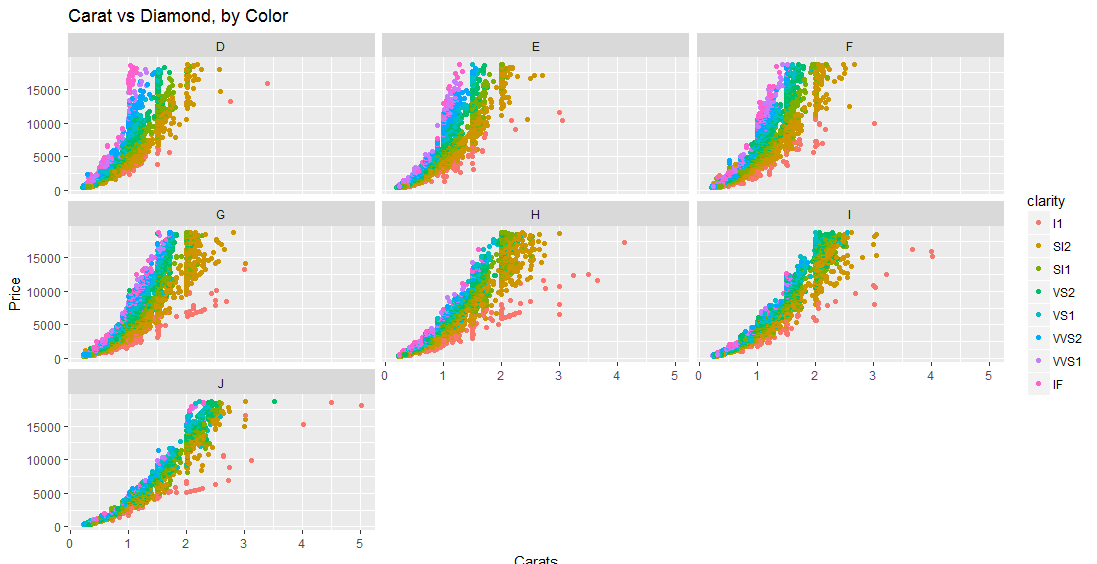 Carat vs Diamond, by Color
D E F
15000
10000
5000
0
G H I
15000
10000
5000
0
0 1 2 3 4 5 0 1 2 3 4 5
J
15000
10000
5000
0
0 1 2 3 4 5
Price
Carats
clarity
I1
SI2
SI1
VS2
VS1
VVS2
VVS1
IF